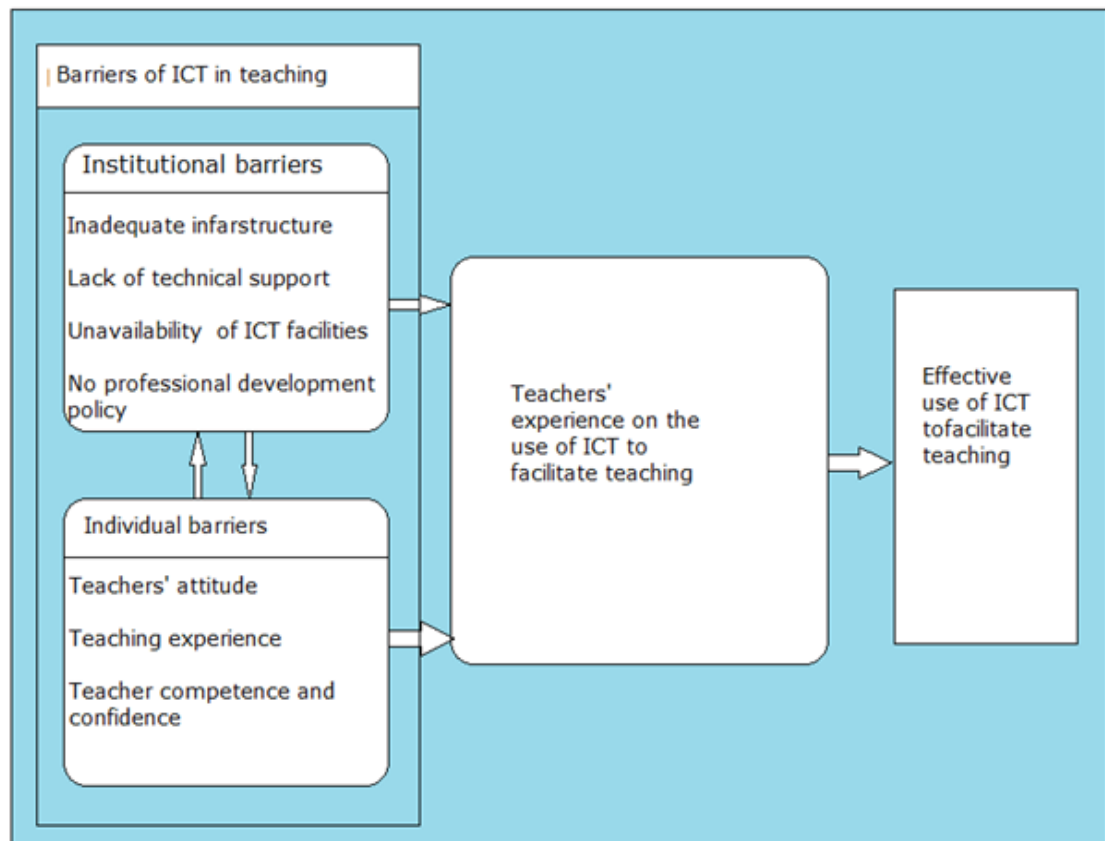 Barriers of ICT in teaching
Institutional barriers
Inadequate infarstructure
Lack of technical support
Unavailability of ICT facilities
No professional development
policy
Individual barriers
Teachers' attitude
Teaching experience
Teacher competence and
confidence
Teachers'
experience on the
use of ICT to
facilitate teaching
Effective
use of ICT
tofacitate
teaching